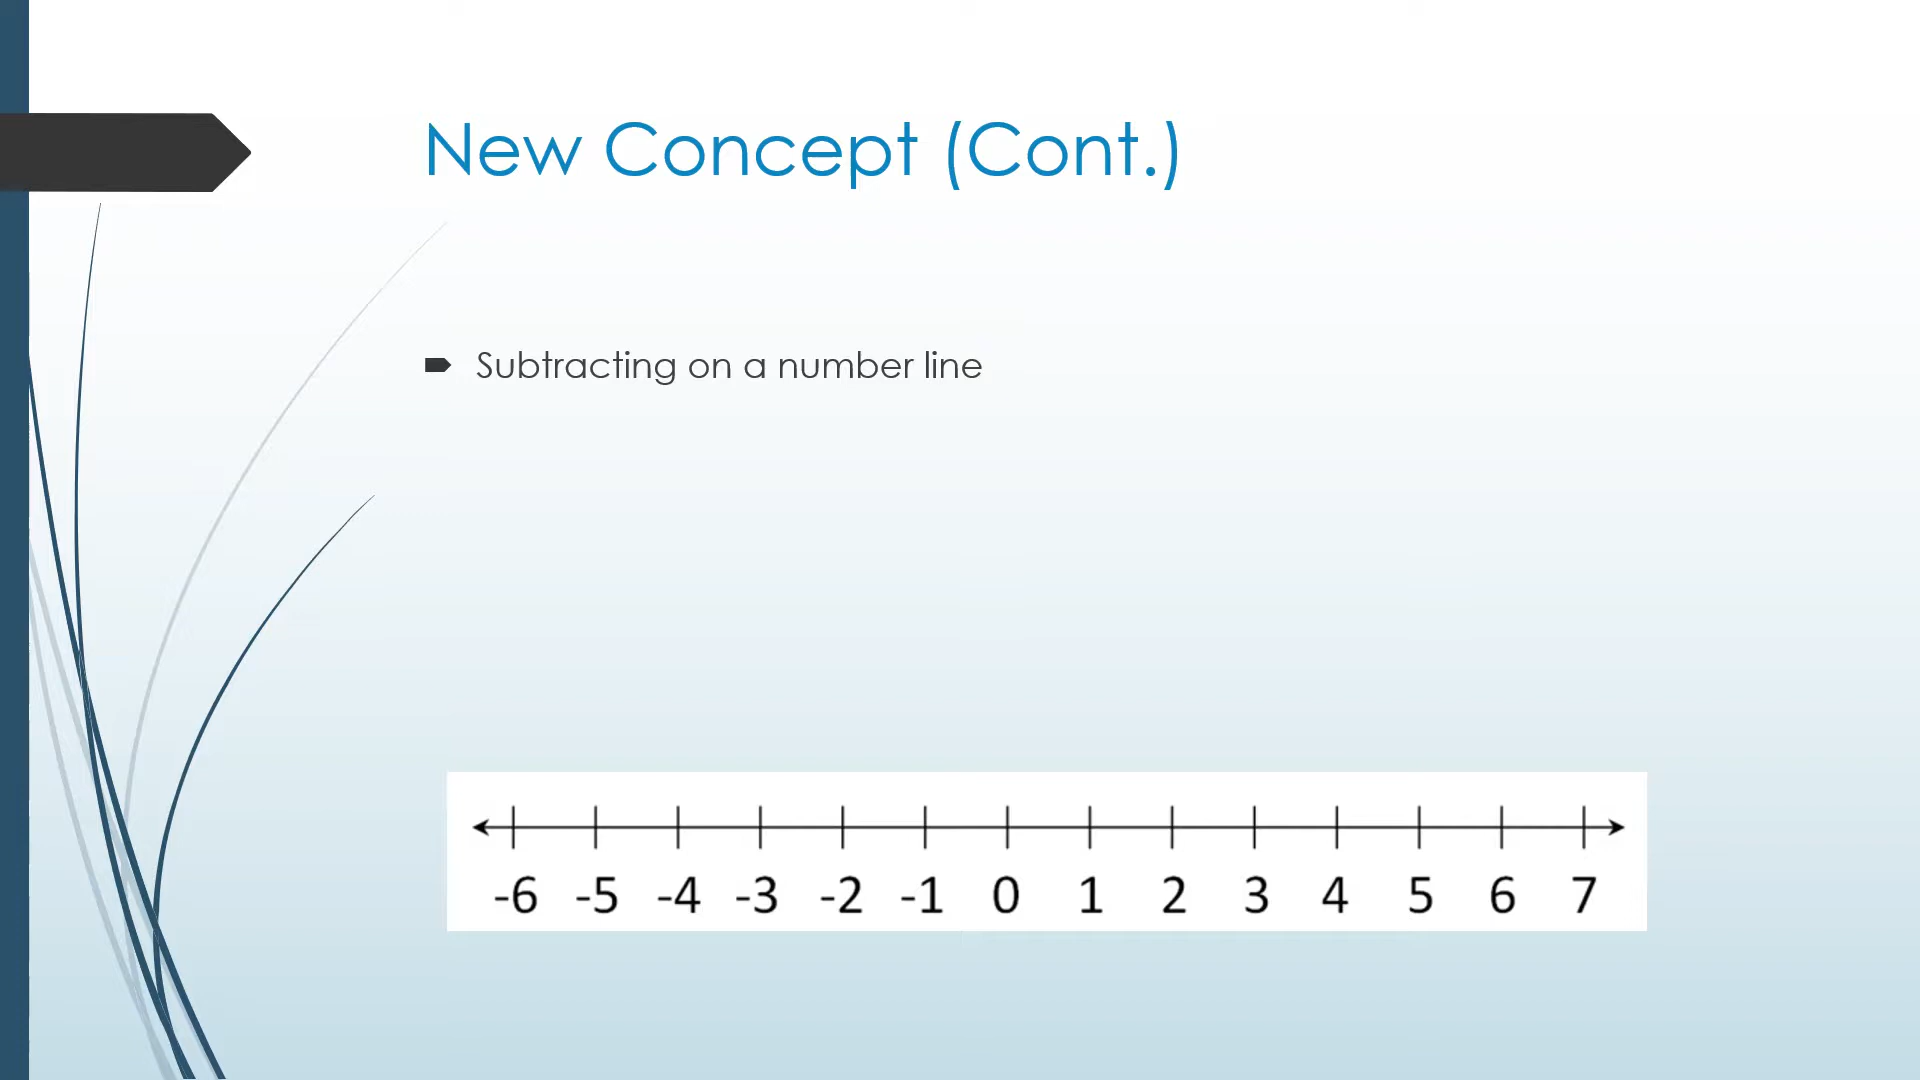 New Concept (Cont.)
Subtracting on a number line
-6 -5 -4 -3 -2 -1 0 1 2 3 4 5 6 7